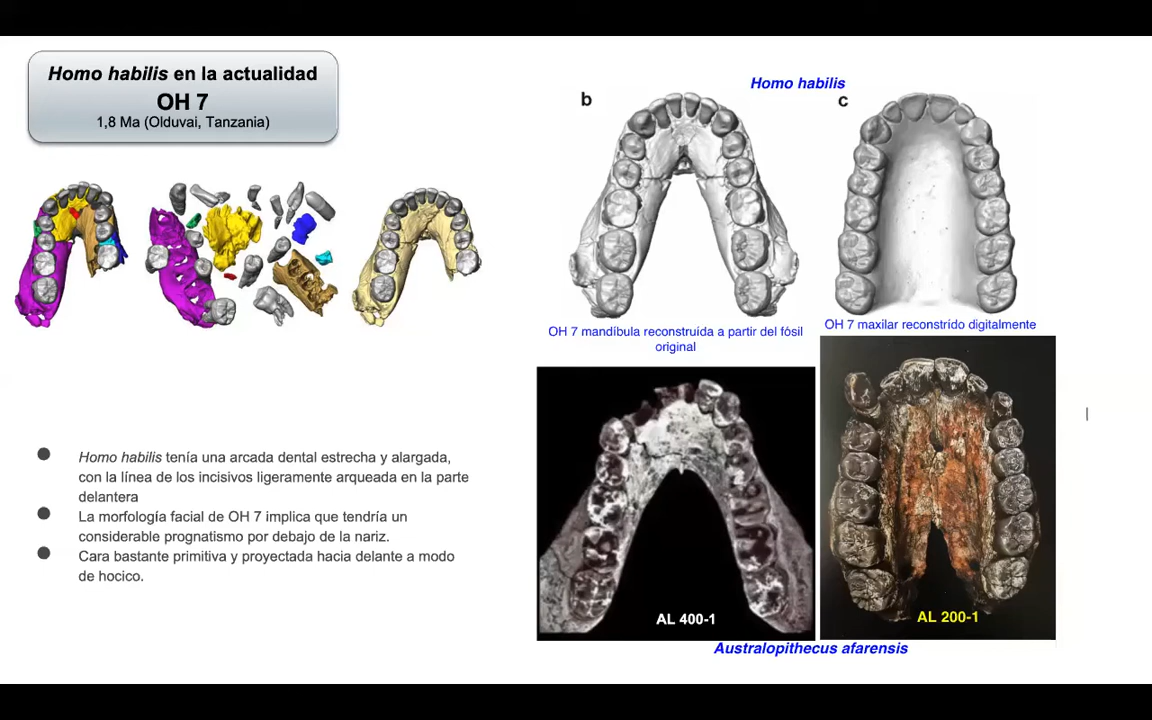 Homo habilis en la actualidad
OH 7
1,8 Ma (Olduvai, Tanzania)
Homo habilis tenía una arcada dental estrecha y alargada,
con la línea de los incisivos ligeramente arqueada en la parte
delantera
La morfología facial de OH 7 implica que tendría un
considerable prognatismo por debajo de la nariz.
Cara bastante primitiva y proyectada hacia delante a modo
de hocico.
Homo habilis
b
c
OH 7 mandíbula reconstruída a partir del fósil
original
OH 7 maxilar reconstrído digitalmente
AL 400-1
AL 200-1
Australopithecus afarensis